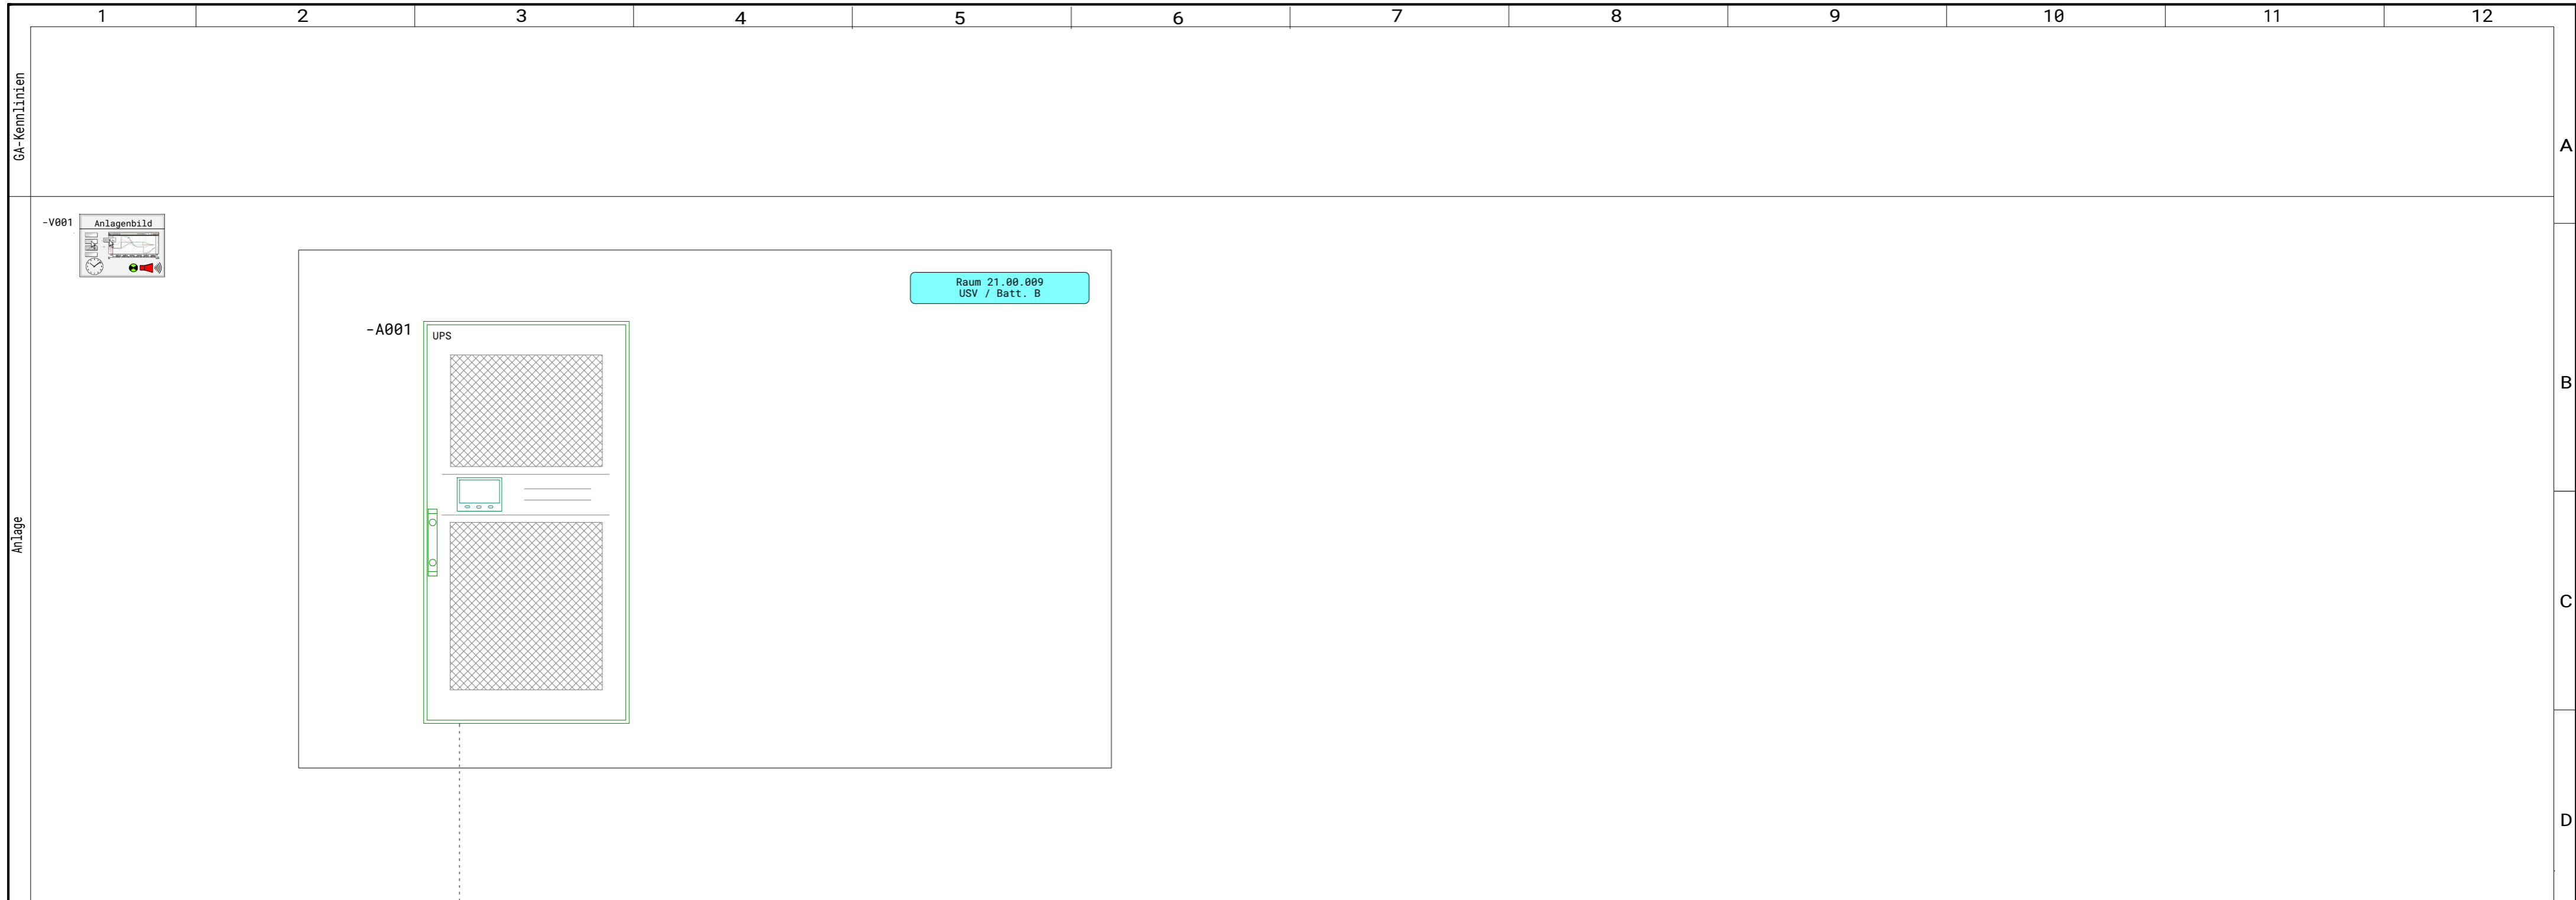 1 2 3 4 5 6 7 8 9 10 11 12
GA-Kennlinien
A
-V001
Anlagenbild
Raum 21.00.009
USV / Batt. B
-A001
UPS
B
Anlage
C
D